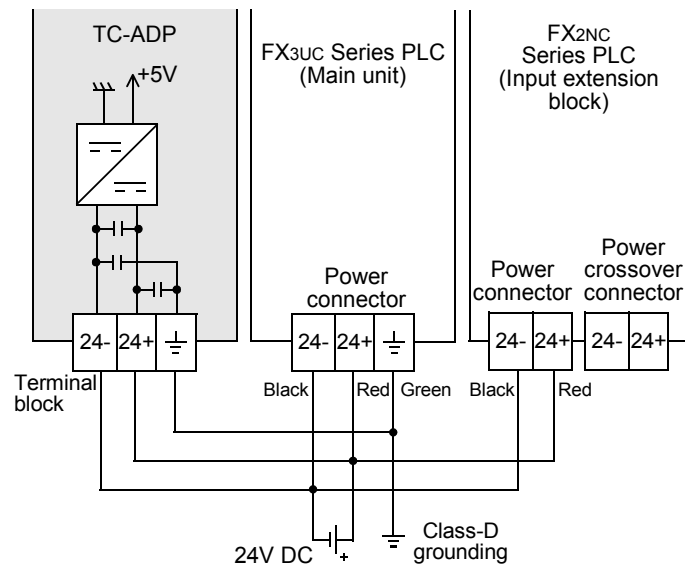 TC-ADP
+5V
FX3UC Series PLC
(Main unit)
FX2NC
Series PLC
(Input extension
block)
Power
connector
Power
connector
Power
crossover
connector
24- 24+
24- 24+
24- 24+
24- 24+
Terminal
block
Black
Red
Green
Black
Red
24V DC
+
Class-D
grounding